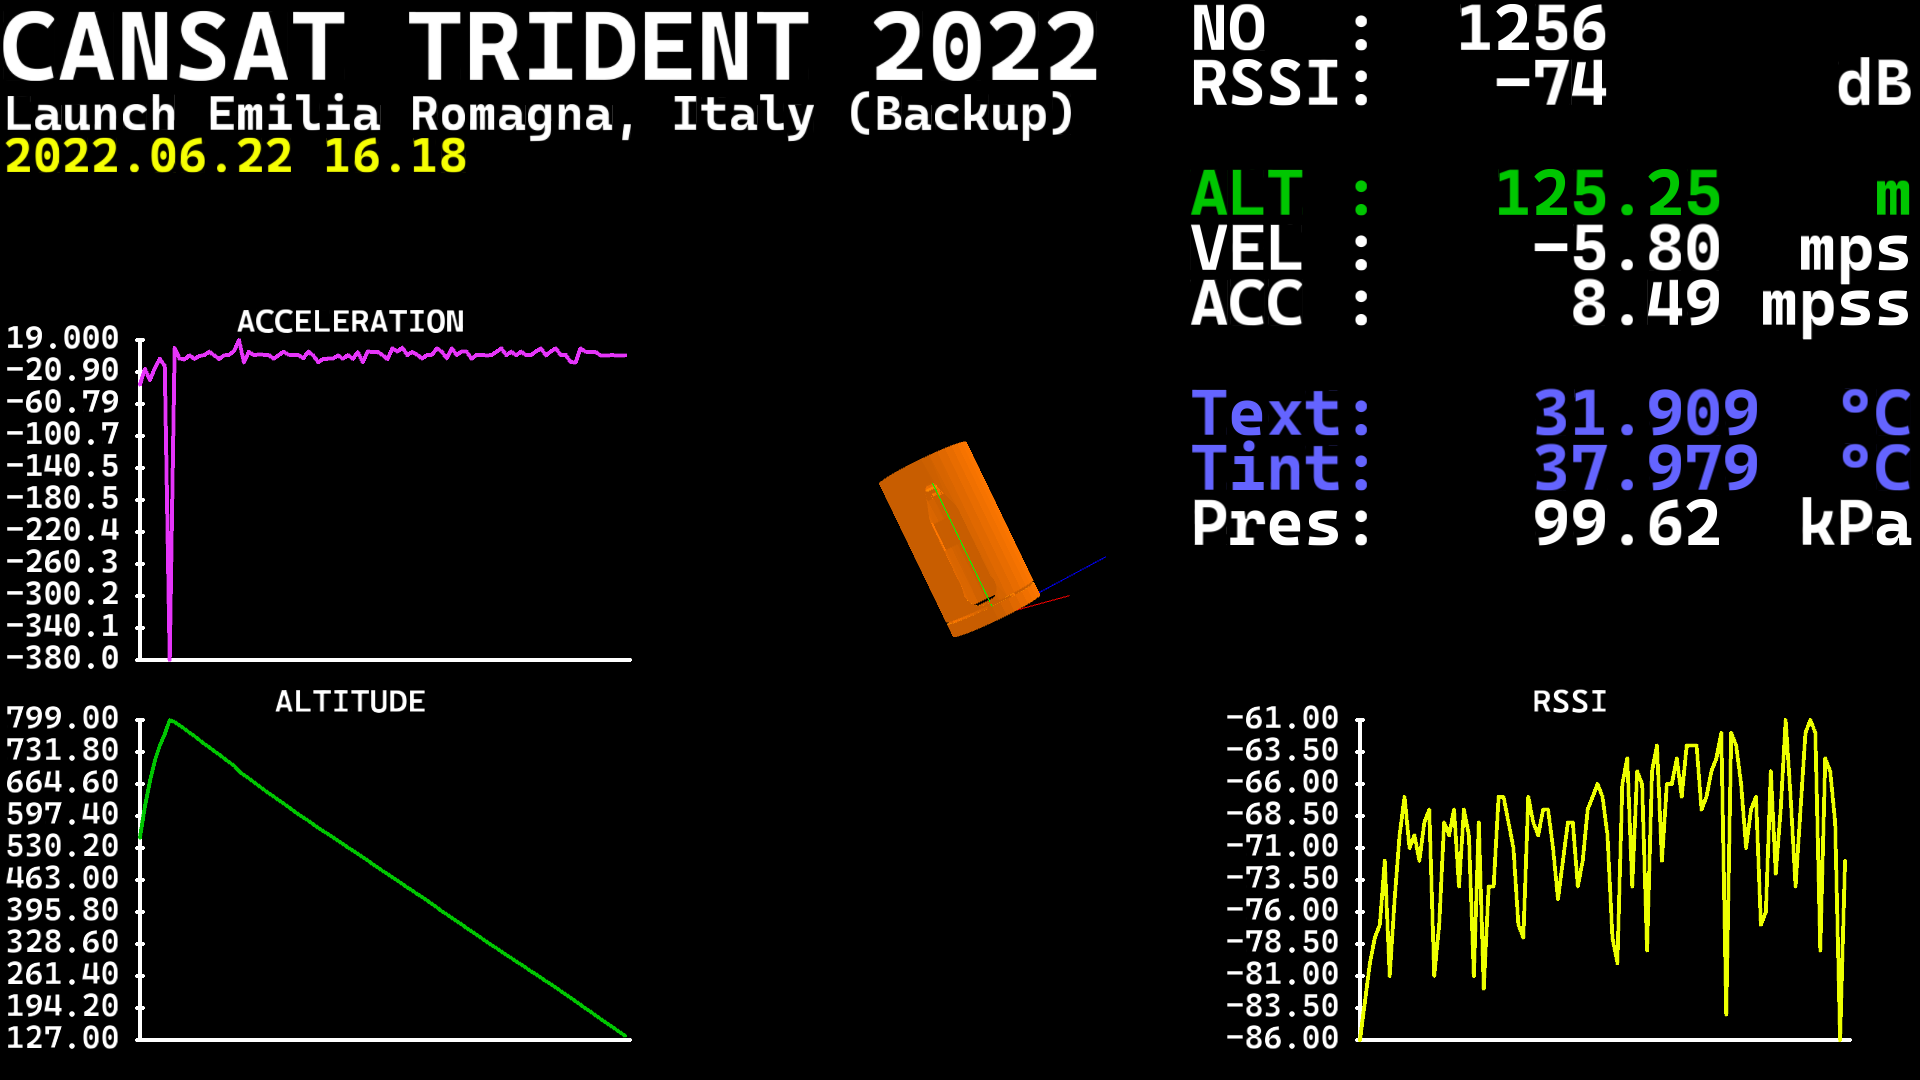 CANSAT TRIDENT 2022
Launch Emilia Romagna, Italy (Backup)
2022.06.22 16.18
NO : 1256
RSSI: -74 dB
ALT : 125.25 m
VEL : -5.80 mps
ACC : 8.49 mpss
Text: 31.909 °C
Tint: 37.979 °C
Pres: 99.62 kPa
ACCELERATION
19.000
-20.90
-60.79
-100.7
-140.5
-180.5
-220.4
-260.3
-300.2
-340.1
-380.0
ALTITUDE
799.00
731.80
664.60
597.40
530.20
463.00
395.80
328.60
261.40
194.20
127.00
RSSI
-61.00
-63.50
-66.00
-68.50
-71.00
-73.50
-76.00
-78.50
-81.00
-83.50
-86.00